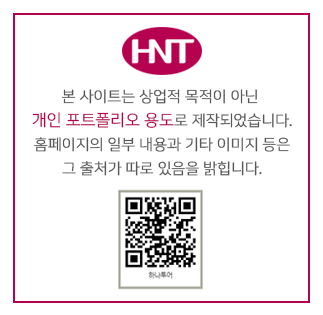 HNT
본 사이트는 상업적 목적이 아닌
개인 포트폴리오 용도로 제작되었습니다.
홈페이지의 일부 내용과 기타 이미지 등은
그 출처가 따로 있음을 밝힙니다.
하나투어